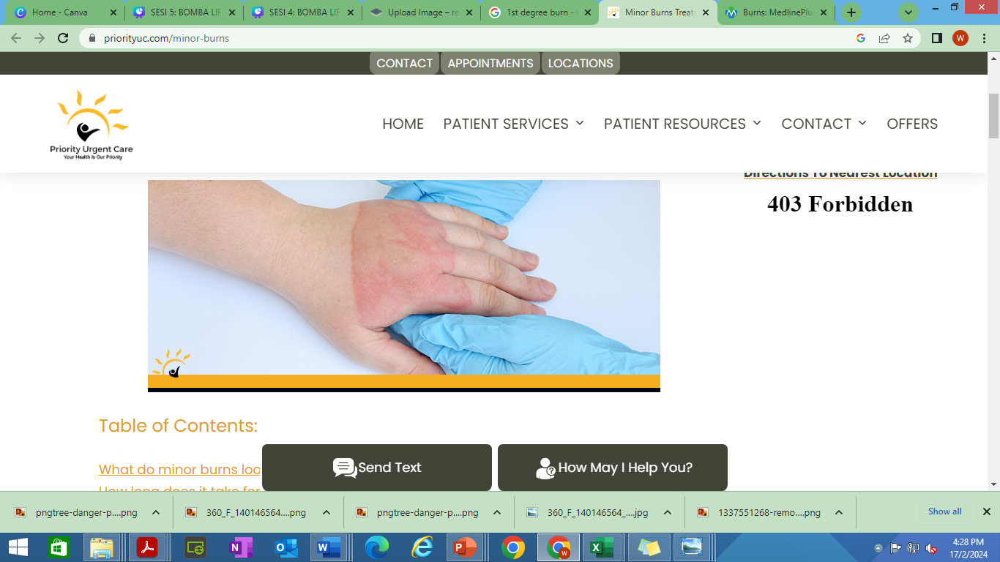 Home - Canva
SESI 5: BOMBA LIF
SESI 4: BOMBA LIF
Upload Image – re
1st degree burn -
Minor Burns Treat
Burns: MedlinePlu
priorityuc.com/minor-burns
W
CONTACT
APPOINTMENTS
LOCATIONS
Priority Urgent Care
Your Health Is Our Priority
HOME
PATIENT SERVICES
PATIENT RESOURCES
CONTACT
OFFERS
Directions To Nearest Location
403 Forbidden
Table of Contents:
What do minor burns loo
How long does it take for
Send Text
How May I Help You?
pngtree-danger-p....png
360_F_140146564....png
pngtree-danger-p....png
360_F_140146564_....jpg
1337551268-remo....png
Show all
4:28 PM
17/2/2024